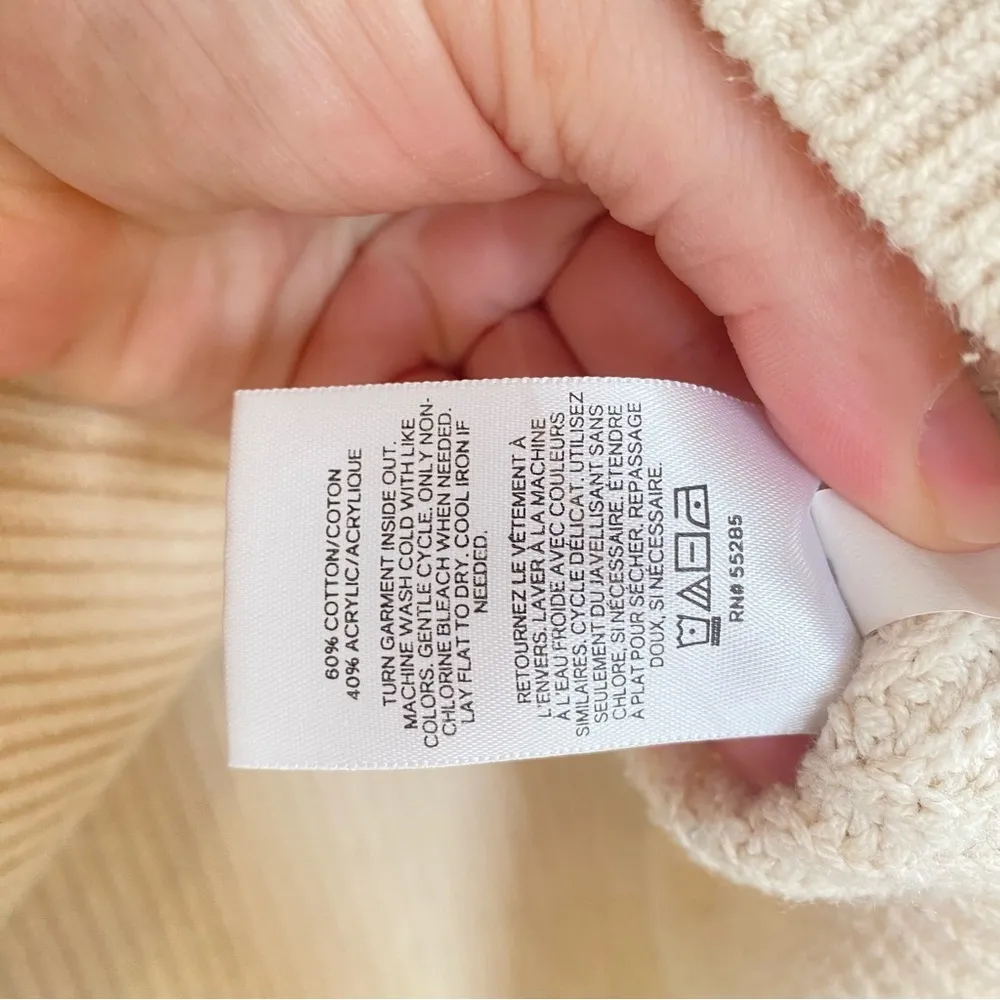 60% COTTON/COTON
40% ACRYLIC/ACRYLIQUE
TURN GARMENT INSIDE OUT.
MACHINE WASH COLD WITH LIKE
COLORS. GENTLE CYCLE. ONLY NON-
CHLORINE BLEACH WHEN NEEDED.
LAY FLAT TO DRY. COOL IRON IF
NEEDED.
RETOURNEZ LE VÉTEMENT À
L'ENVERS. LAVER À LA MACHINE
À L'EAU FROIDE AVEC COULEURS
SIMILAIRES. CYCLE DÉLICAT. UTILISEZ
SEULEMENT DU JAVELLISANT SANS
CHLORE, SI NÉCESSAIRE. ÉTENDRE
À PLAT POUR SÉCHER. REPASSAGE
DOUX, SI NÉCESSAIRE.
RN# 55285